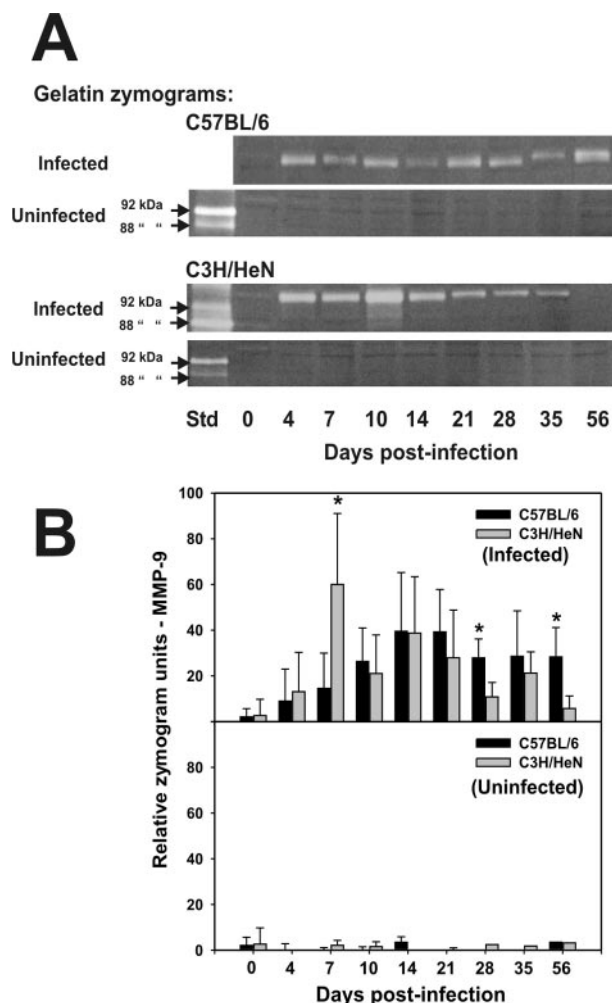 A
Gelatin zymograms:
C57BL/6
Infected
Uninfected
92 kDa
88 “ “
C3H/HeN
Infected
92 kDa
88 “ “
Uninfected
92 kDa
88 “ “
Std 0 4 7 10 14 21 28 35 56
Days post-infection
B
Relative zymogram units - MMP-9
100
80
60
40
20
* * *
C57BL/6
C3H/HeN
(Infected)
80
60
40
20
0
C57BL/6
C3H/HeN
(Uninfected)
0 4 7 10 14 21 28 35 56
Days post-infection